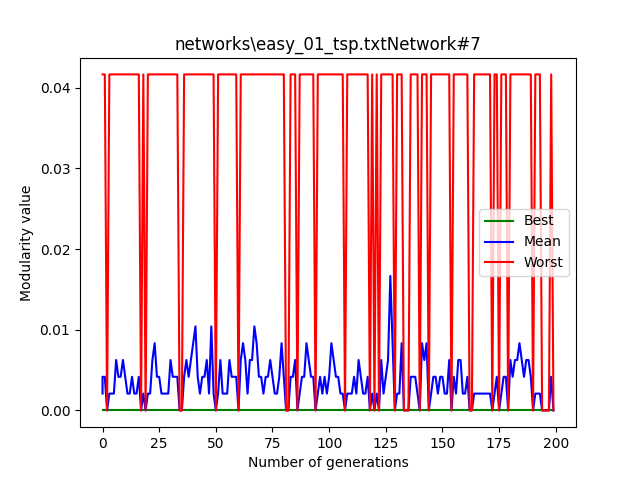 networks\easy_01_tsp.txtNetwork#7
Modularity value
0.04
0.03
0.02
0.01
0.00
Best
Mean
Worst
0 25 50 75 100 125 150 175 200
Number of generations